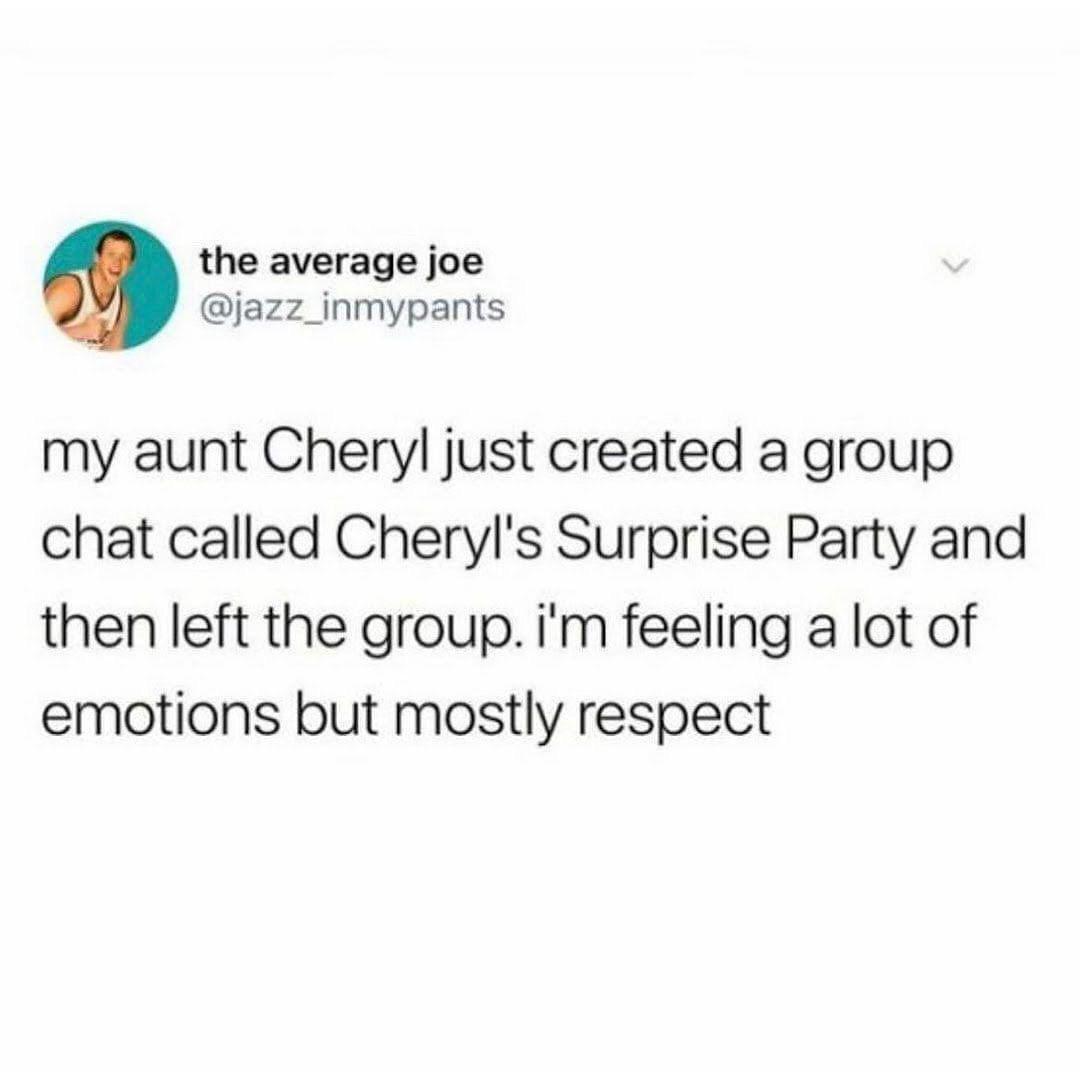 the average joe
@jazz_inmypants
my aunt Cheryl just created a group
chat called Cheryl's Surprise Party and
then left the group. i'm feeling a lot of
emotions but mostly respect